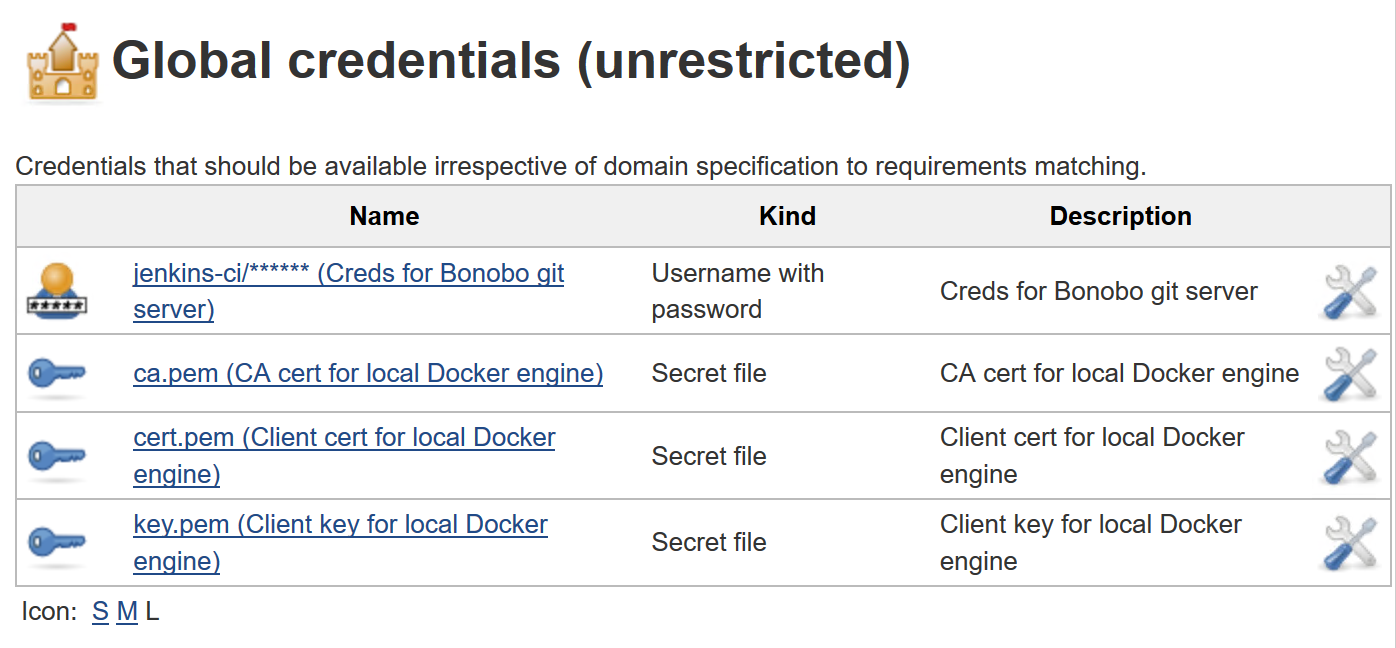 Global credentials (unrestricted)
Credentials that should be available irrespective of domain specification to requirements matching.
Name Kind Description
jenkins-ci/****** (Creds for Bonobo git
server)
Username with
password
Creds for Bonobo git server
ca.pem (CA cert for local Docker engine)
Secret file
CA cert for local Docker engine
cert.pem (Client cert for local Docker
engine)
Secret file
Client cert for local Docker
engine
key.pem (Client key for local Docker
engine)
Secret file
Client key for local Docker
engine
Icon: S M L